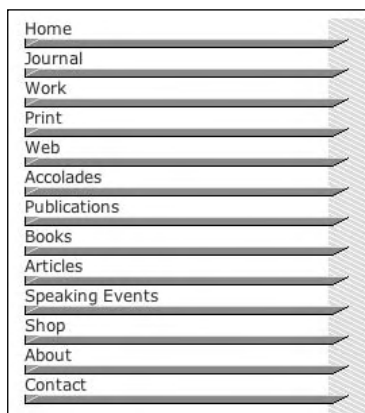 Home
Journal
Work
Print
Web
Accolades
Publications
Books
Articles
Speaking Events
Shop
About
Contact